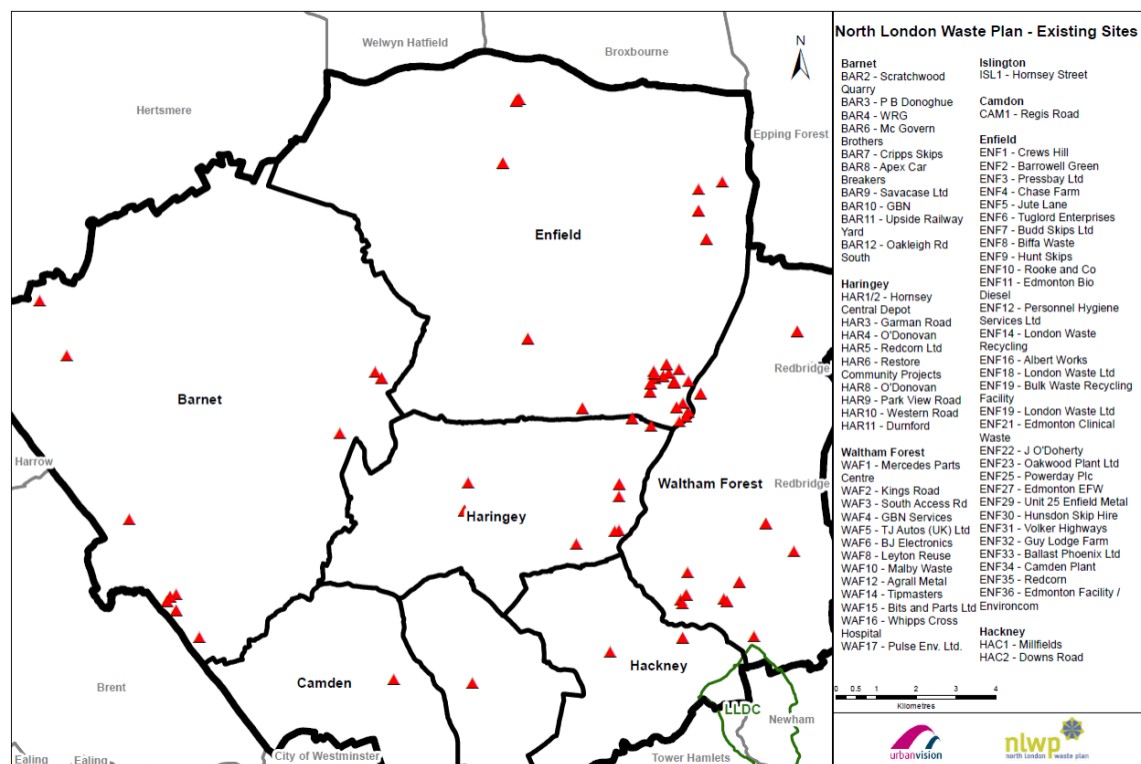 Welwyn Hatfield
Broxbourne
N
Hertsmere
Epping Forest
Enfield
Redbridge
Barnet
Harrow
Waltham Forest
Redbridge
Haringey
Brent
Camden
Hackney
LLDC
Newham
Ealing
Ealing
City of Westminster
Tower Hamlets
North London Waste Plan - Existing Sites
Barnet
BAR2 - Scratchwood
Quarry
BAR3 - P B Donoghue
BAR4 - WRG
BAR6 - Mc Govern
Brothers
BAR7 - Cripps Skips
BAR8 - Apex Car
Breakers
BAR9 - Savacase Ltd
BAR10 - GBN
BAR11 - Upside Railway
Yard
BAR12 - Oakleigh Rd
South
Haringey
HAR1/2 - Hornsey
Central Depot
HAR3 - Garman Road
HAR4 - O'Donovan
HAR5 - Redcorn Ltd
HAR6 - Restore
Community Projects
HAR8 - O'Donovan
HAR9 - Park View Road
HAR10 - Western Road
HAR11 - Durnford
Waltham Forest
WAF1 - Mercedes Parts
Centre
WAF2 - Kings Road
WAF3 - South Access Rd
WAF4 - GBN Services
WAF5 - TJ Autos (UK) Ltd
WAF6 - BJ Electronics
WAF8 - Leyton Reuse
WAF10 - Malby Waste
WAF12 - Agrall Metal
WAF14 - Tipmasters
WAF15 - Bits and Parts Ltd
WAF16 - Whipps Cross
Hospital
WAF17 - Pulse Env. Ltd.
Islington
ISL1 - Hornsey Street
Camdon
CAM1 - Regis Road
Enfield
ENF1 - Crews Hill
ENF2 - Barrowell Green
ENF3 - Pressbay Ltd
ENF4 - Chase Farm
ENF5 - Jute Lane
ENF6 - Tuglord Enterprises
ENF7 - Budd Skips Ltd
ENF8 - Biffa Waste
ENF9 - Hunt Skips
ENF10 - Rooke and Co
ENF11 - Edmonton Bio
Diesel
ENF12 - Personnel Hygiene
Services Ltd
ENF14 - London Waste
Recycling
ENF16 - Albert Works
ENF18 - London Waste Ltd
ENF19 - Bulk Waste Recycling
Facility
ENF19 - London Waste Ltd
ENF21 - Edmonton Clinical
Waste
ENF22 - J O'Doherty
ENF23 - Oakwood Plant Ltd
ENF25 - Powerday Plc
ENF27 - Edmonton EFW
ENF29 - Unit 25 Enfield Metal
ENF30 - Hunsdon Skip Hire
ENF31 - Volker Highways
ENF32 - Guy Lodge Farm
ENF33 - Ballast Phoenix Ltd
ENF34 - Camden Plant
ENF35 - Redcorn
ENF36 - Edmonton Facility /
Environcom
Hackney
HAC1 - Millfields
HAC2 - Downs Road
0 0.5 1 2 3 4
Kilometres
urbanvision
nlwp
north london waste plan